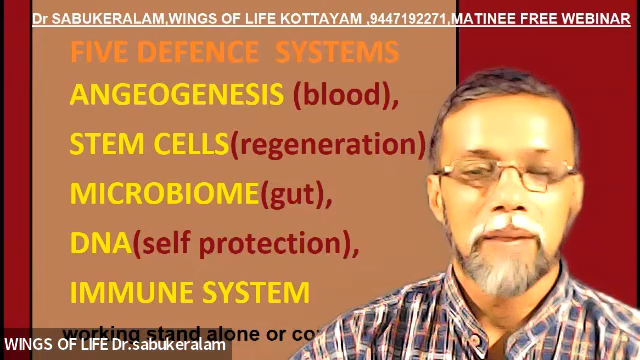 Dr SABUKERALAM,WINGS OF LIFE KOTTAYAM ,9447192271,MATINEE FREE WEBINAR
FIVE DEFENCE SYSTEMS
ANGEOGENESIS (blood),
STEM CELLS(regeneration)
MICROBIOME(gut),
DNA(self protection),
IMMUNE SYSTEM
working stand alone or
WINGS OF LIFE Dr.sabukeralam